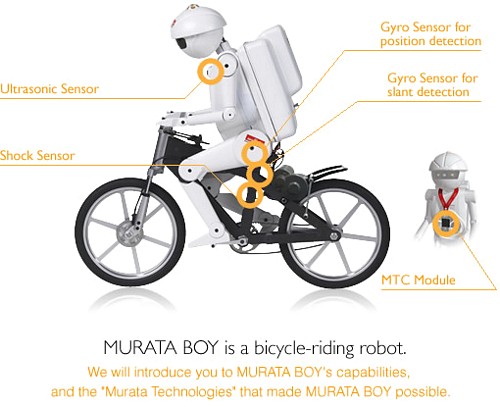 Gyro Sensor for
position detection
Gyro Sensor for
slant detection
Ultrasonic Sensor
Shock Sensor
MTC Module
MURATA BOY is a bicycle-riding robot.
We will introduce you to MURATA BOY's capabilities,
and the "Murata Technologies" that made MURATA BOY possible.